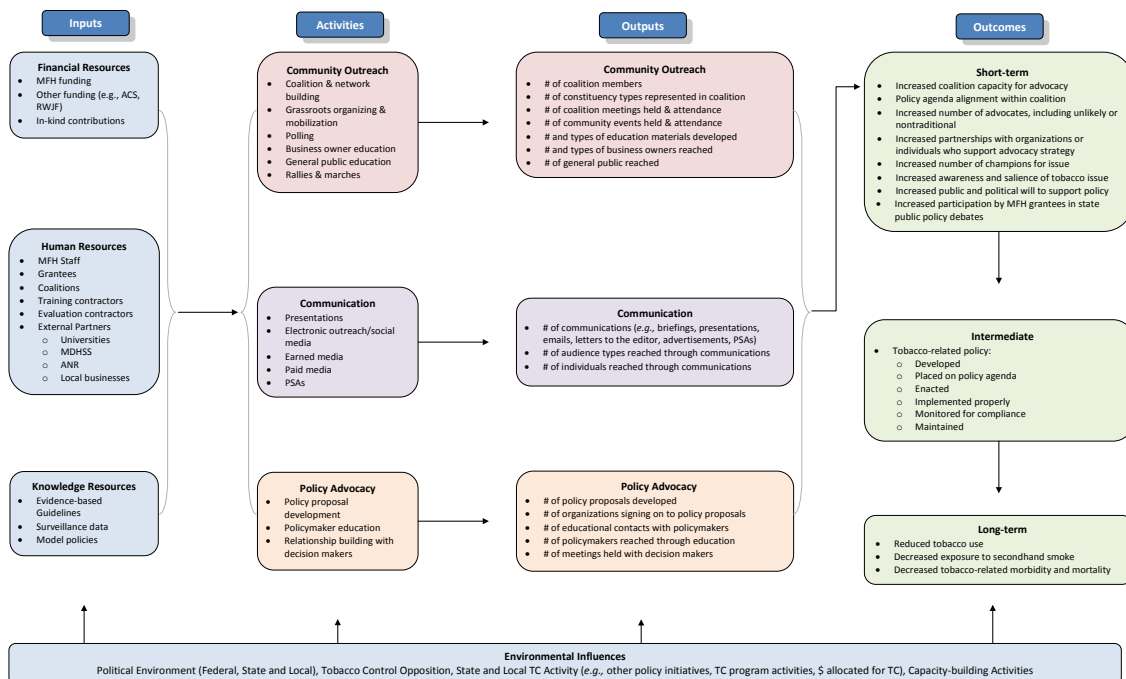 Inputs
Financial Resources
• MFH funding
• Other funding (e.g., ACS,
RWJF)
• In-kind contributions
Human Resources
• MFH Staff
• Grantees
• Coalitions
• Training contractors
• Evaluation contractors
• External Partners
o Universities
o MDHSS
o ANR
o Local businesses
Knowledge Resources
• Evidence-based
Guidelines
• Surveillance data
• Model policies
Activities
Community Outreach
• Coalition & network
building
• Grassroots organizing &
mobilization
• Polling
• Business owner education
• General public education
• Rallies & marches
Communication
• Presentations
• Electronic outreach/social
media
• Earned media
• Paid media
• PSAs
Policy Advocacy
• Policy proposal
development
• Policymaker education
• Relationship building with
decision makers
Outputs
Community Outreach
• # of coalition members
• # of constituency types represented in coalition
• # of coalition meetings held & attendance
• # of community events held & attendance
• # and types of education materials developed
• # and types of business owners reached
• # of general public reached
Communication
• # of communications (e.g., briefings, presentations,
emails, letters to the editor, advertisements, PSAs)
• # of audience types reached through communications
• # of individuals reached through communications
Policy Advocacy
• # of policy proposals developed
• # of organizations signing on to policy proposals
• # of educational contacts with policymakers
• # of policymakers reached through education
• # of meetings held with decision makers
Outcomes
Short-term
• Increased coalition capacity for advocacy
• Policy agenda alignment within coalition
• Increased number of advocates, including unlikely or
nontraditional
• Increased partnerships with organizations or
individuals who support advocacy strategy
• Increased number of champions for issue
• Increased awareness and salience of tobacco issue
• Increased public and political will to support policy
• Increased participation by MFH grantees in state
public policy debates
Intermediate
• Tobacco-related policy:
o Developed
o Placed on policy agenda
o Enacted
o Implemented properly
o Monitored for compliance
o Maintained
Long-term
• Reduced tobacco use
• Decreased exposure to secondhand smoke
• Decreased tobacco-related morbidity and mortality
Environmental Influences
Political Environment (Federal, State and Local), Tobacco Control Opposition, State and Local TC Activity (e.g., other policy initiatives, TC program activities, $ allocated for TC), Capacity-building Activities